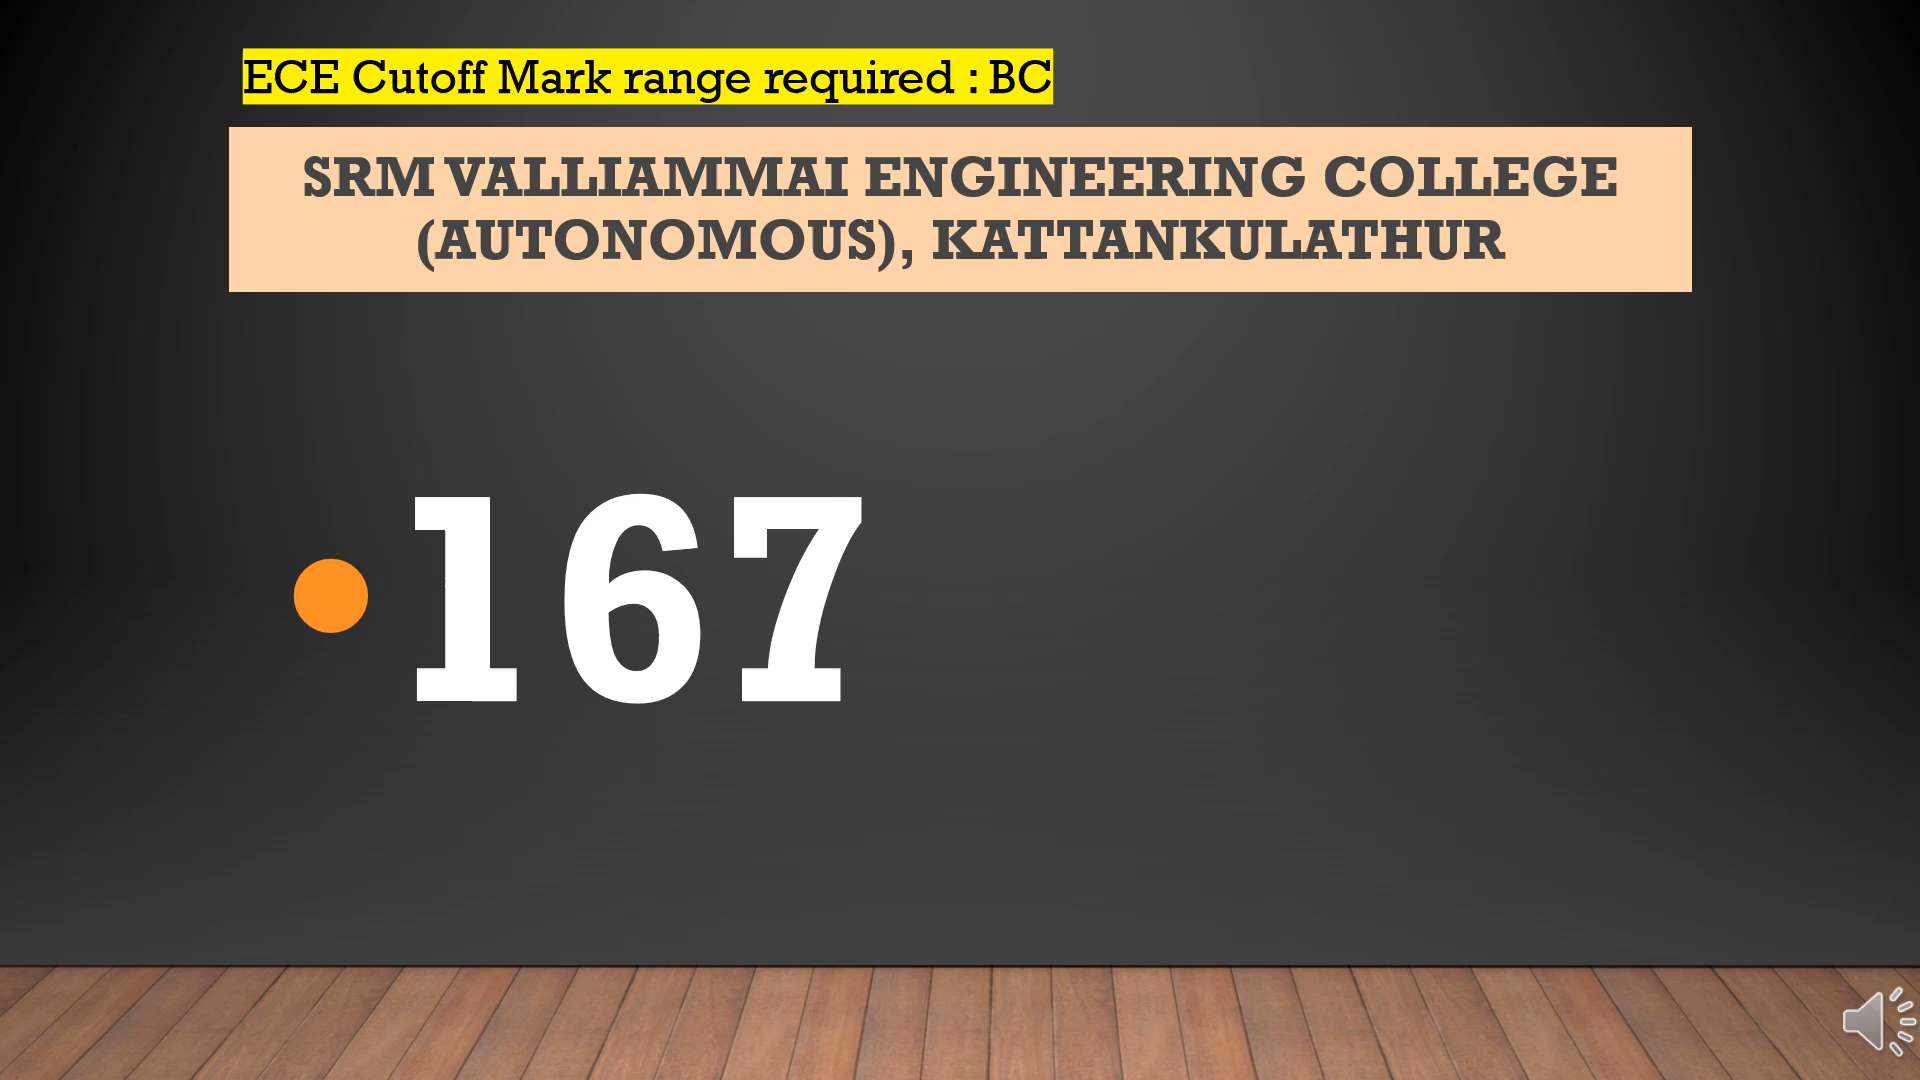 ECE Cutoff Mark range required : BC
SRM VALLIAMMAI ENGINEERING COLLEGE
(AUTONOMOUS), KATTANKULATHUR
•167